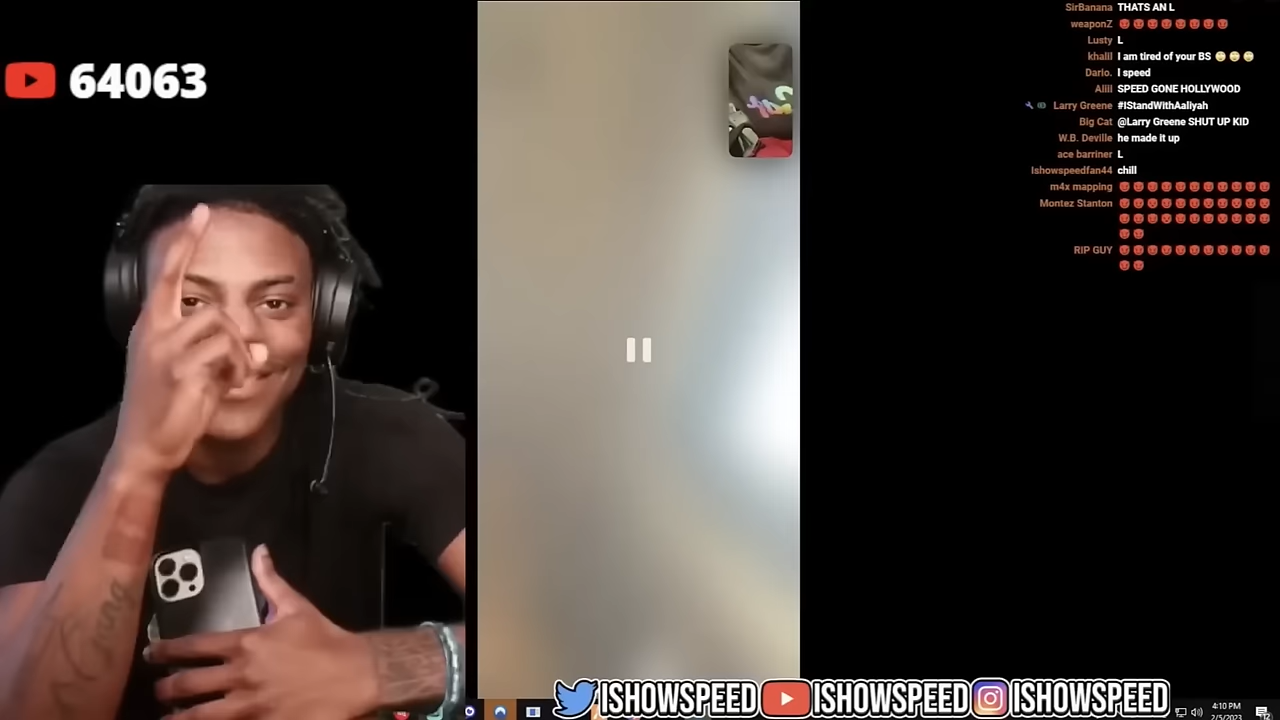 64063
SirBanana THATS AN L
weaponZ
Lusty L
khalil I am tired of your BS 🙄🙄🙄
Dario. I speed
Aliii SPEED GONE HOLLYWOOD
Larry Greene #IStandWithAaliyah
Big Cat @Larry Greene SHUT UP KID
W.B. Deville he made it up
ace barriner L
Ishowspeedfan44 chill
m4x mapping
Montez Stanton
RIP GUY
ISHOWSPEED ISHOWSPEED ISHOWSPEED
4:10 PM